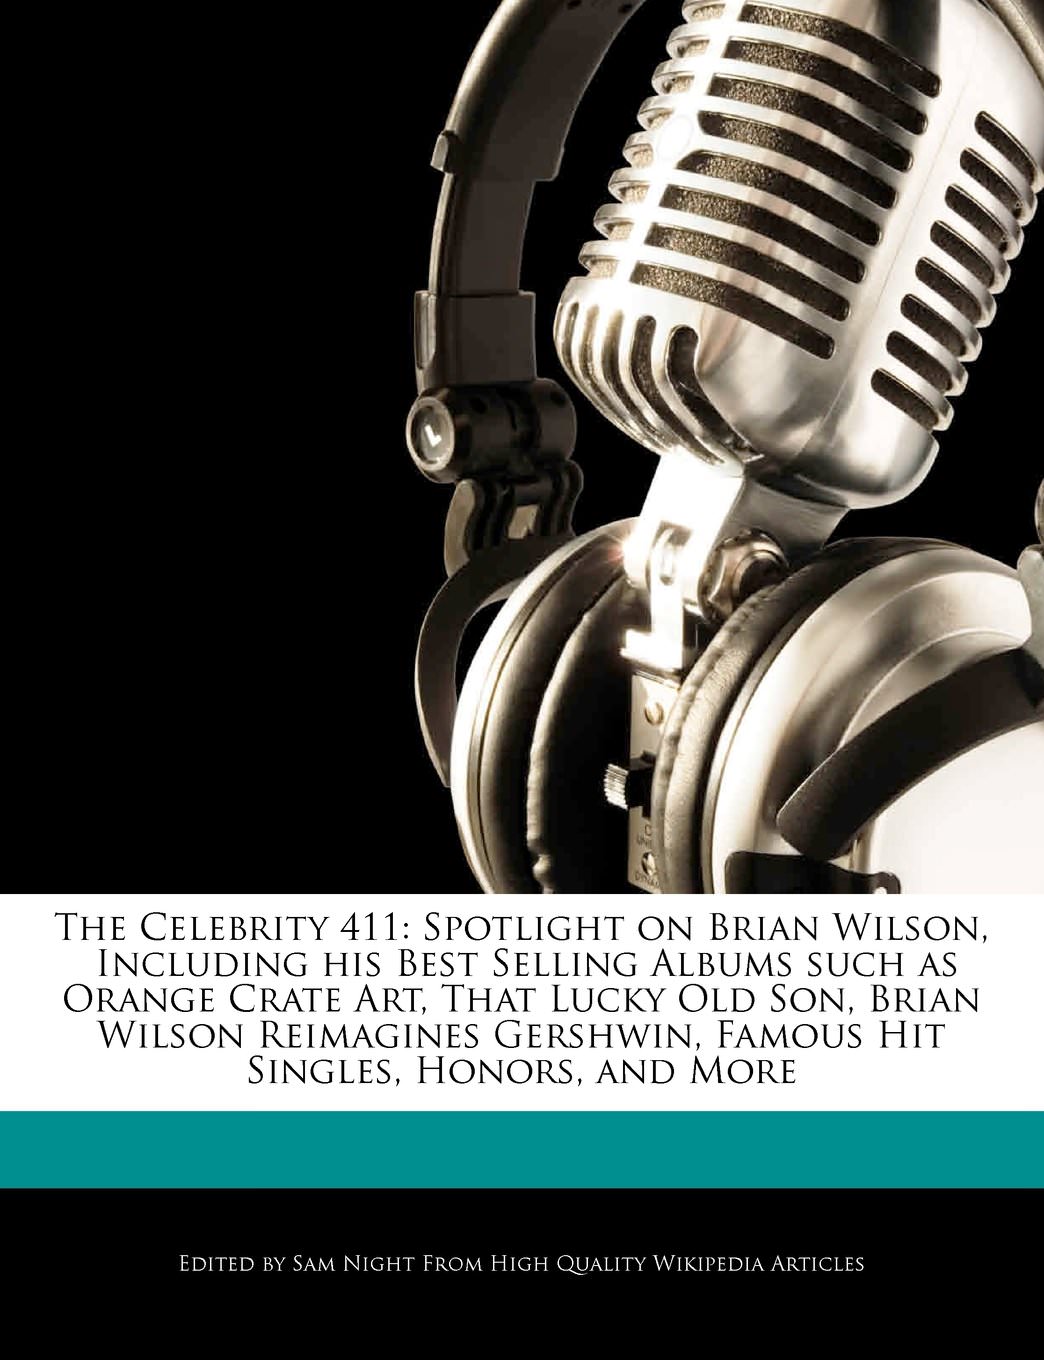 L
THE CELEBRITY 411: SPOTLIGHT ON BRIAN WILSON,
INCLUDING HIS BEST SELLING ALBUMS SUCH AS
ORANGE CRATE ART, THAT LUCKY OLD SON, BRIAN
WILSON REIMAGINES GERSHWIN, FAMOUS HIT
SINGLES, HONORS, AND MORE
EDITED BY SAM NIGHT FROM HIGH QUALITY WIKIPEDIA ARTICLES